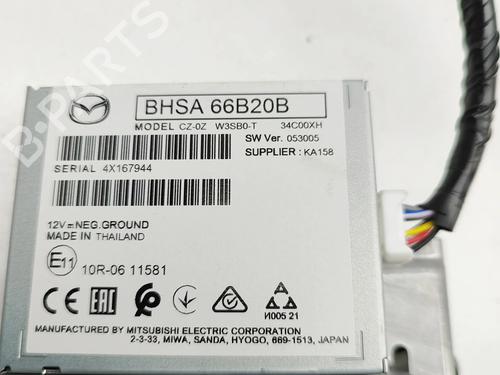 BHSA 66B20B
MODEL CZ-0Z W3SB0-T 34C00XH
SW Ver. 053005
SUPPLIER : KA158
SERIAL 4X167944
12V NEG.GROUND
MADE IN THAILAND
E11 10R-06 11581
CE EAC
И005 21
MANUFACTURED BY MITSUBISHI ELECTRIC CORPORATION
2-3-33, MIWA, SANDA, HYOGO, 669-1513, JAPAN
B-PARTS